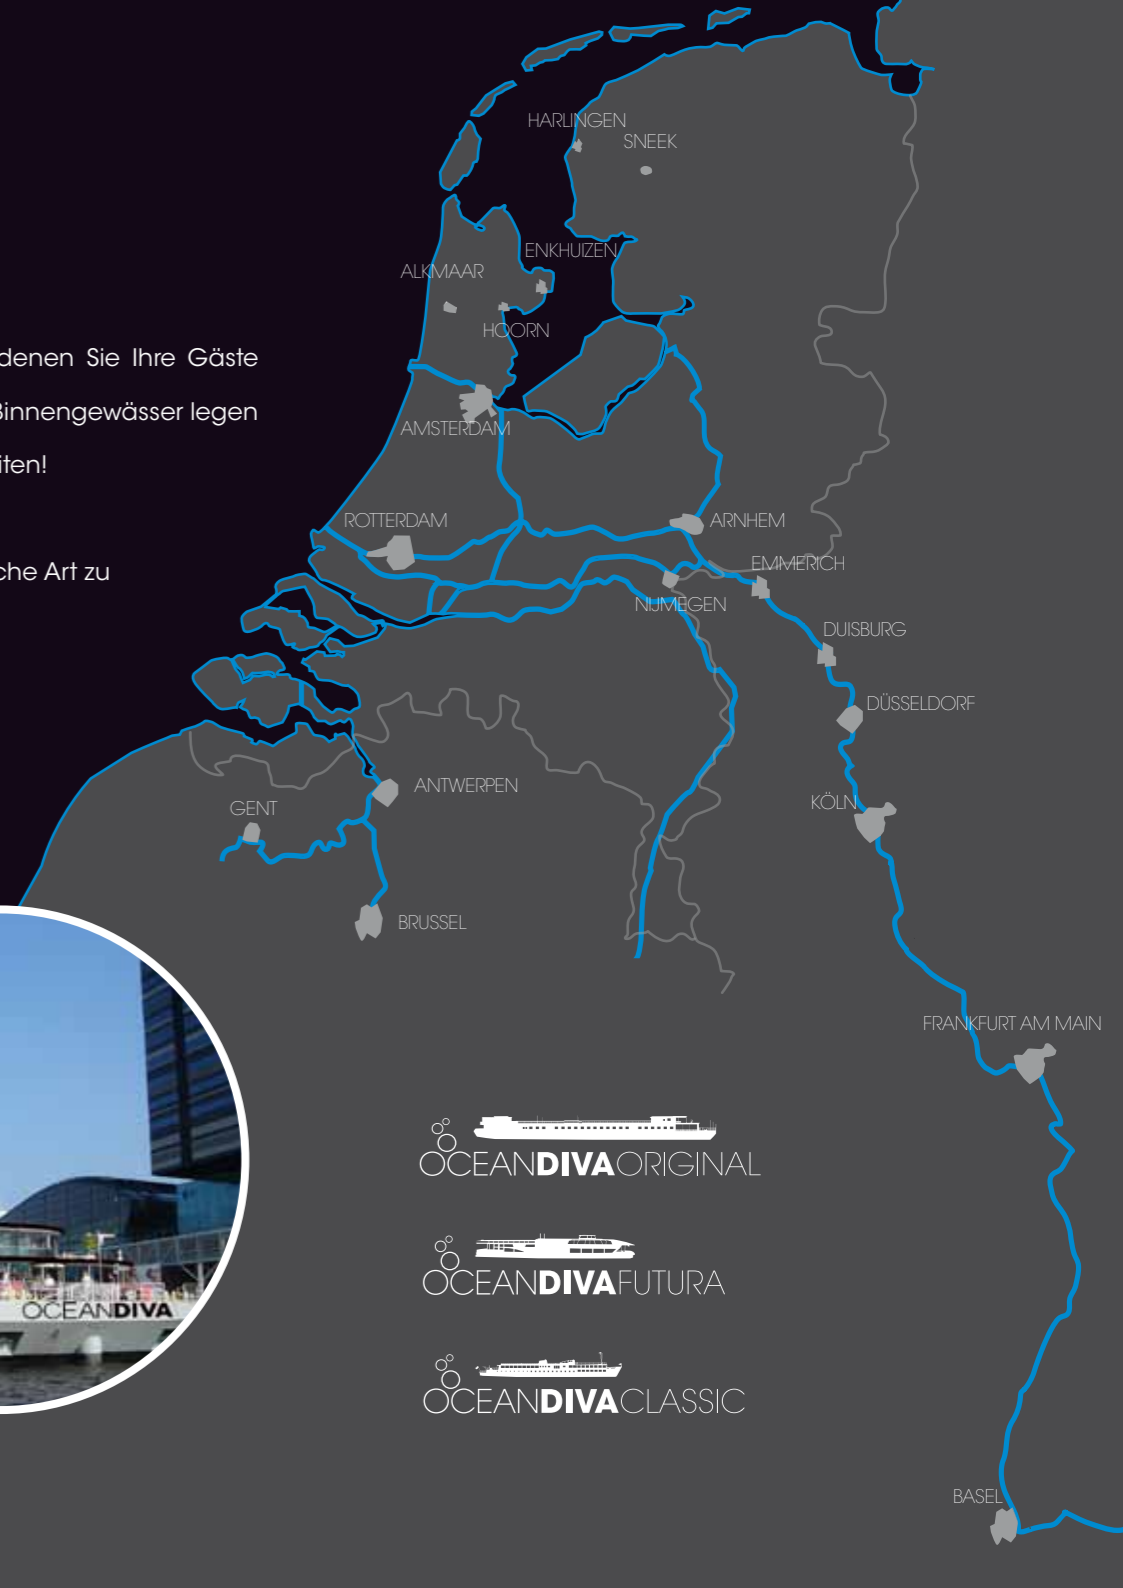 HARLINGEN
SNEEK
ENKHUIZEN
ALKMAAR
HOORN
denen Sie Ihre Gäste
Binnengewässer legen
AMSTERDAM
iten!
ROTTERDAM
ARNHEM
EMMERICH
che Art zu
NIJMEGEN
DUISBURG
DÜSSELDORF
ANTWERPEN
KÖLN
GENT
BRUSSEL
FRANKFURT AM MAIN
OCEANDIVAORIGINAL
OCEANDIVAFUTURA
OCEANDIVA
OCEANDIVACLASSIC
BASEL